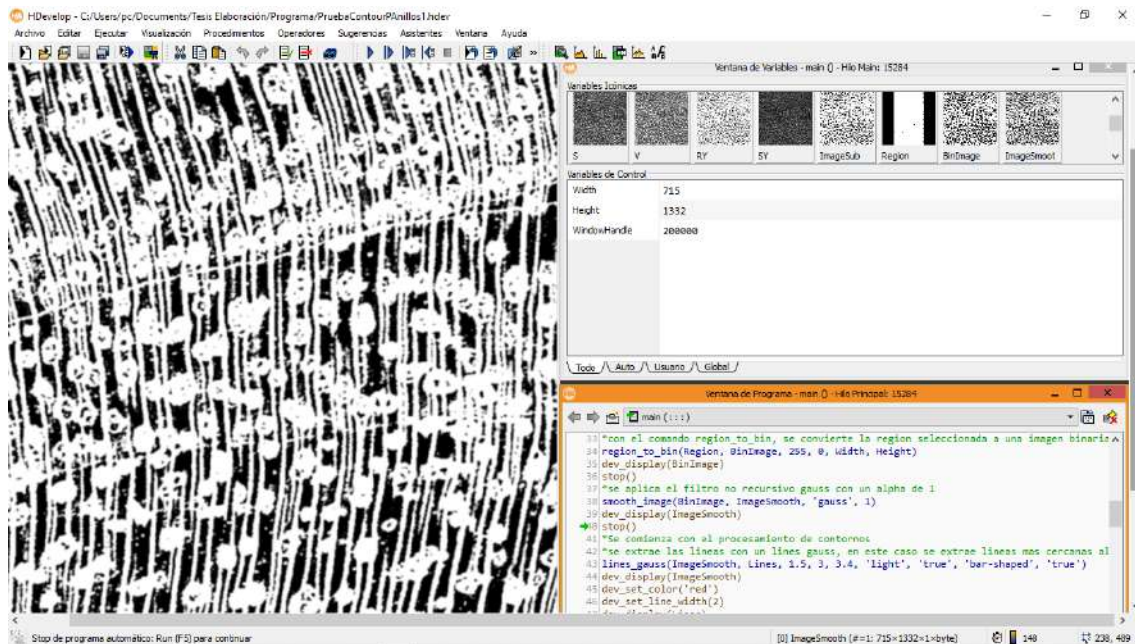 HDevelop - C:/Users/pc/Documents/Tesis Elaboración/Programa/PruebaContourPAnillos1.hdev
Archivo Editar Ejecutar Visualización Procedimientos Operadores Sugerencias Asistentes Ventana Ayuda
Ventana de Variables - main () - Hilo Main: 15284
Variables Icónicas
S V RY SY ImageSub Region BinImage ImageSmoot
Variables de Control
Width 715
Height 1332
WindowHandle 200000
Todo Auto Usuario Global
Ventana de Programa - main () - Hilo Principal: 15284
main (:::)
33 *con el comando region_to_bin, se convierte la region seleccionada a una imagen binaria
34 region_to_bin(Region, BinImage, 255, 0, Width, Height)
35 dev_display(BinImage)
36 stop()
37 *se aplica el filtro no recursivo gauss con un alpha de 1
38 smooth_image(BinImage, ImageSmooth, 'gauss', 1)
39 dev_display(ImageSmooth)
40 stop()
41 *Se comienza con el procesamiento de contornos
42 *se extrae las lineas con un lines gauss, en este caso se extrae lineas mas cercanas al
43 lines_gauss(ImageSmooth, Lines, 1.5, 3, 3.4, 'light', 'true', 'bar-shaped', 'true')
44 dev_display(ImageSmooth)
45 dev_set_color('red')
46 dev_set_line_width(2)
Stop de programa automático: Run (F5) para continuar
[0] ImageSmooth (#=1: 715×1332×1×byte) 148 238, 489